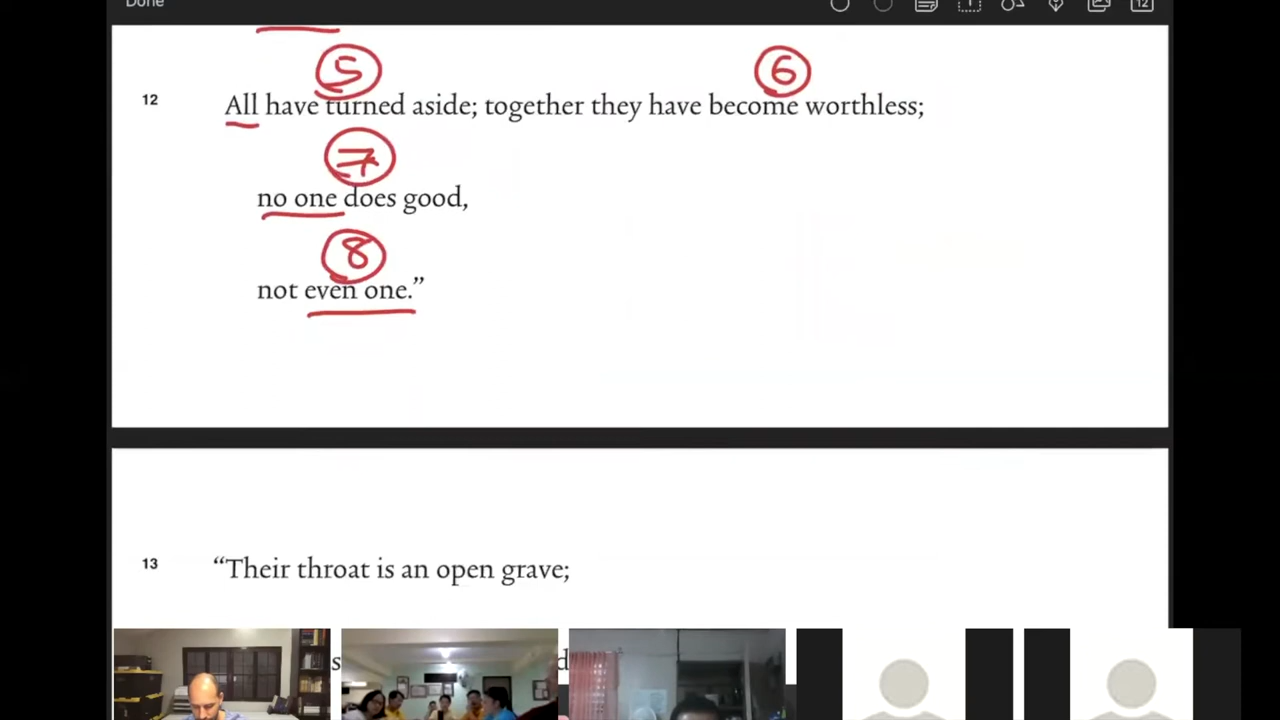 Done
12
5 6
12 All have turned aside; together they have become worthless;
7
no one does good,
8
not even one.”
13 “Their throat is an open grave;